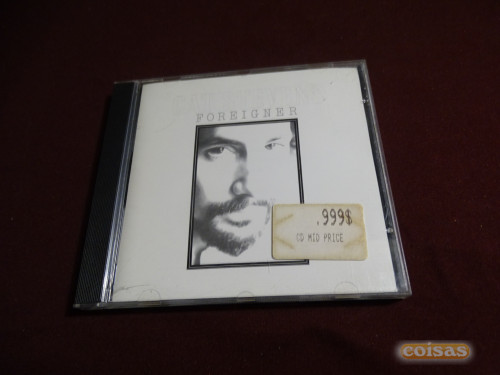 FOREIGNER
.999$
CD MID PRICE
coisas